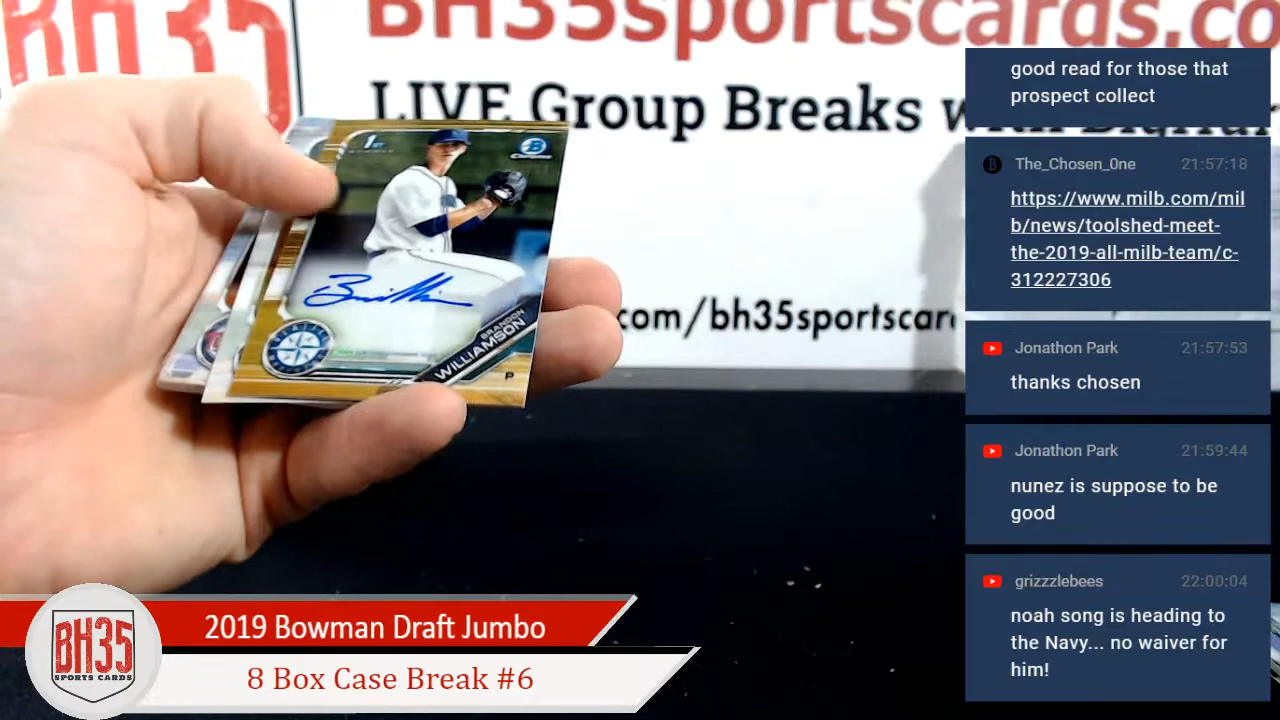 BH35
BH35sportscards.co
LIVE Group Breaks w
com/bh35sportscar
1ST
B
Chrome
BRANDON
WILLIAMSON
P
good read for those that
prospect collect
The_Chosen_0ne 21:57:18
https://www.milb.com/mil
b/news/toolshed-meet-
the-2019-all-milb-team/c-
312227306
Jonathon Park 21:57:53
thanks chosen
Jonathon Park 21:59:44
nunez is suppose to be
good
grizzzlebees 22:00:04
noah song is heading to
the Navy... no waiver for
him!
BH35
SPORTS CARDS
2019 Bowman Draft Jumbo
8 Box Case Break #6